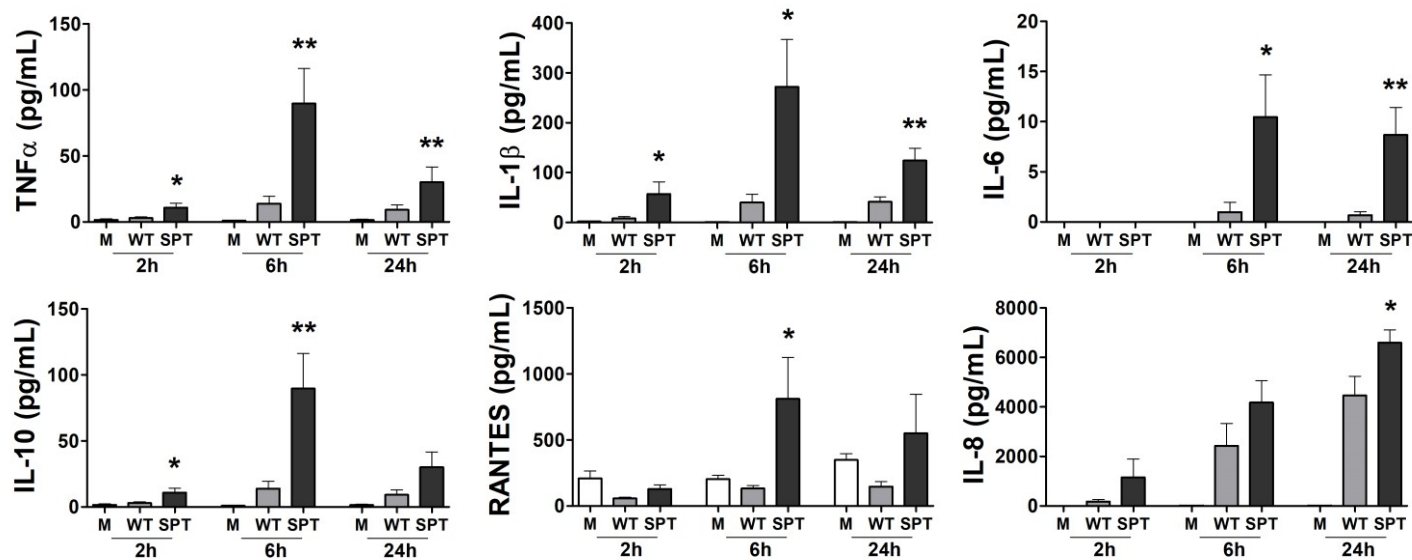 TNFα (pg/mL)
150
100
50
0
*
**
**
M WT SPT M WT SPT M WT SPT
2h 6h 24h
IL-1β (pg/mL)
400
300
200
100
0
*
*
**
M WT SPT M WT SPT M WT SPT
2h 6h 24h
IL-6 (pg/mL)
20
15
10
5
0
*
**
M WT SPT M WT SPT M WT SPT
2h 6h 24h
IL-10 (pg/mL)
150
100
50
0
*
**
M WT SPT M WT SPT M WT SPT
2h 6h 24h
RANTES (pg/mL)
1500
1000
500
0
*
M WT SPT M WT SPT M WT SPT
2h 6h 24h
IL-8 (pg/mL)
8000
6000
4000
2000
0
*
M WT SPT M WT SPT M WT SPT
2h 6h 24h